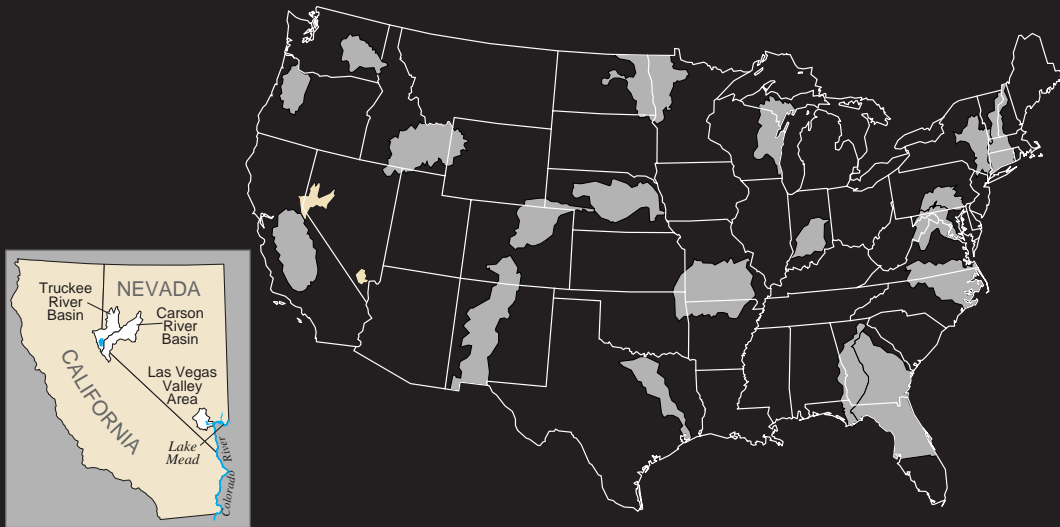 NEVADA
Truckee
River
Basin
Carson
River
Basin
CALIFORNIA
Las Vegas
Valley
Area
Lake
Mead
Colorado River